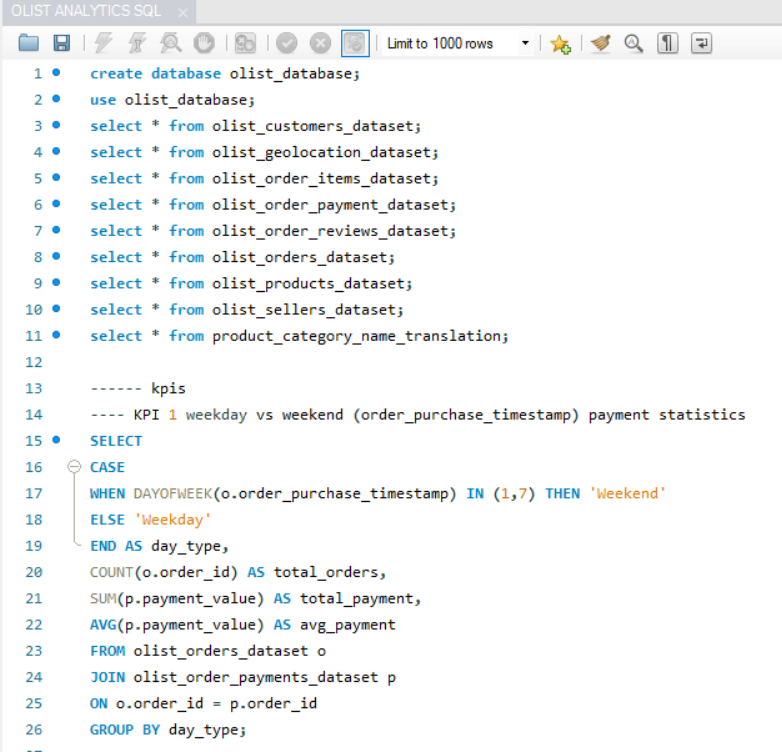 OLIST ANALYTICS SQL
Limit to 1000 rows
1 create database olist_database;
2 use olist_database;
3 select * from olist_customers_dataset;
4 select * from olist_geolocation_dataset;
5 select * from olist_order_items_dataset;
6 select * from olist_order_payment_dataset;
7 select * from olist_order_reviews_dataset;
8 select * from olist_orders_dataset;
9 select * from olist_products_dataset;
10 select * from olist_sellers_dataset;
11 select * from product_category_name_translation;
12
13 ------ kpis
14 ---- KPI 1 weekday vs weekend (order_purchase_timestamp) payment statistics
15 SELECT
16 CASE
17 WHEN DAYOFWEEK(o.order_purchase_timestamp) IN (1,7) THEN 'Weekend'
18 ELSE 'Weekday'
19 END AS day_type,
20 COUNT(o.order_id) AS total_orders,
21 SUM(p.payment_value) AS total_payment,
22 AVG(p.payment_value) AS avg_payment
23 FROM olist_orders_dataset o
24 JOIN olist_order_payments_dataset p
25 ON o.order_id = p.order_id
26 GROUP BY day_type;